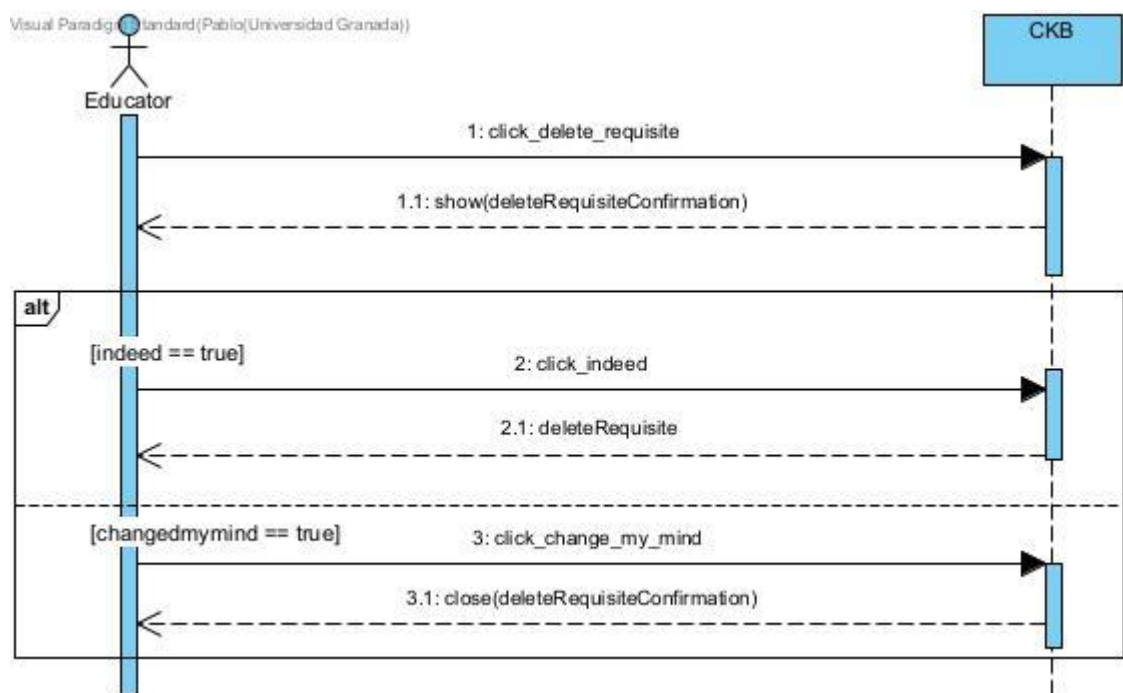 Visual Paradigm Standard(Pablo(Universidad Granada))
CKB
Educator
1: click_delete_requisite
1.1: show(deleteRequisiteConfirmation)
alt
[indeed == true]
2: click_indeed
2.1: deleteRequisite
[changedmymind == true]
3: click_change_my_mind
3.1: close(deleteRequisiteConfirmation)